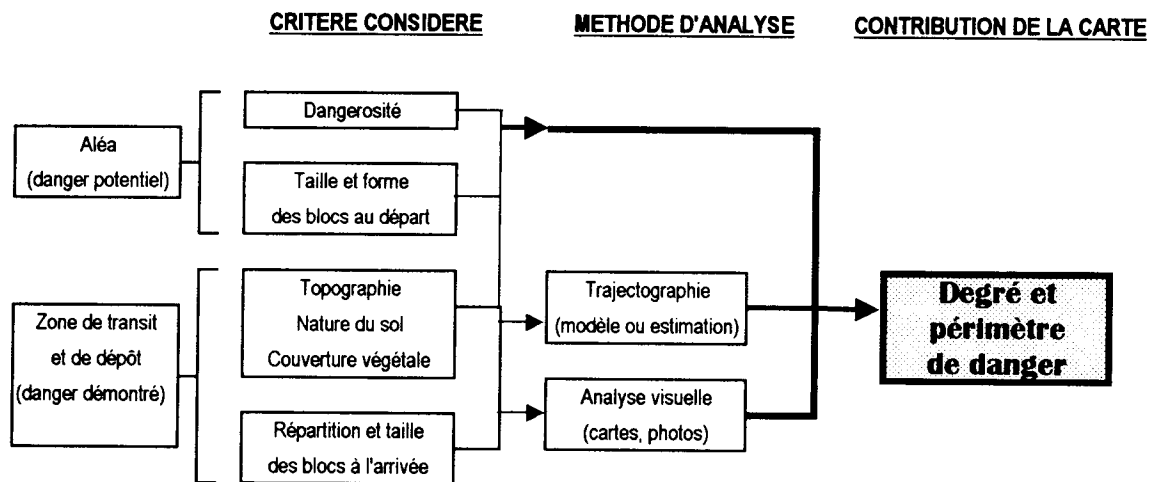 CRITERE CONSIDERE
METHODE D'ANALYSE
CONTRIBUTION DE LA CARTE
Aléa
(danger potentiel)
Dangerosité
Taille et forme
des blocs au départ
Zone de transit
et de dépôt
(danger démontré)
Topographie
Nature du sol
Couverture végétale
Répartition et taille
des blocs à l'arrivée
Trajectographie
(modèle ou estimation)
Analyse visuelle
(cartes, photos)
Degré et
périmètre
de danger